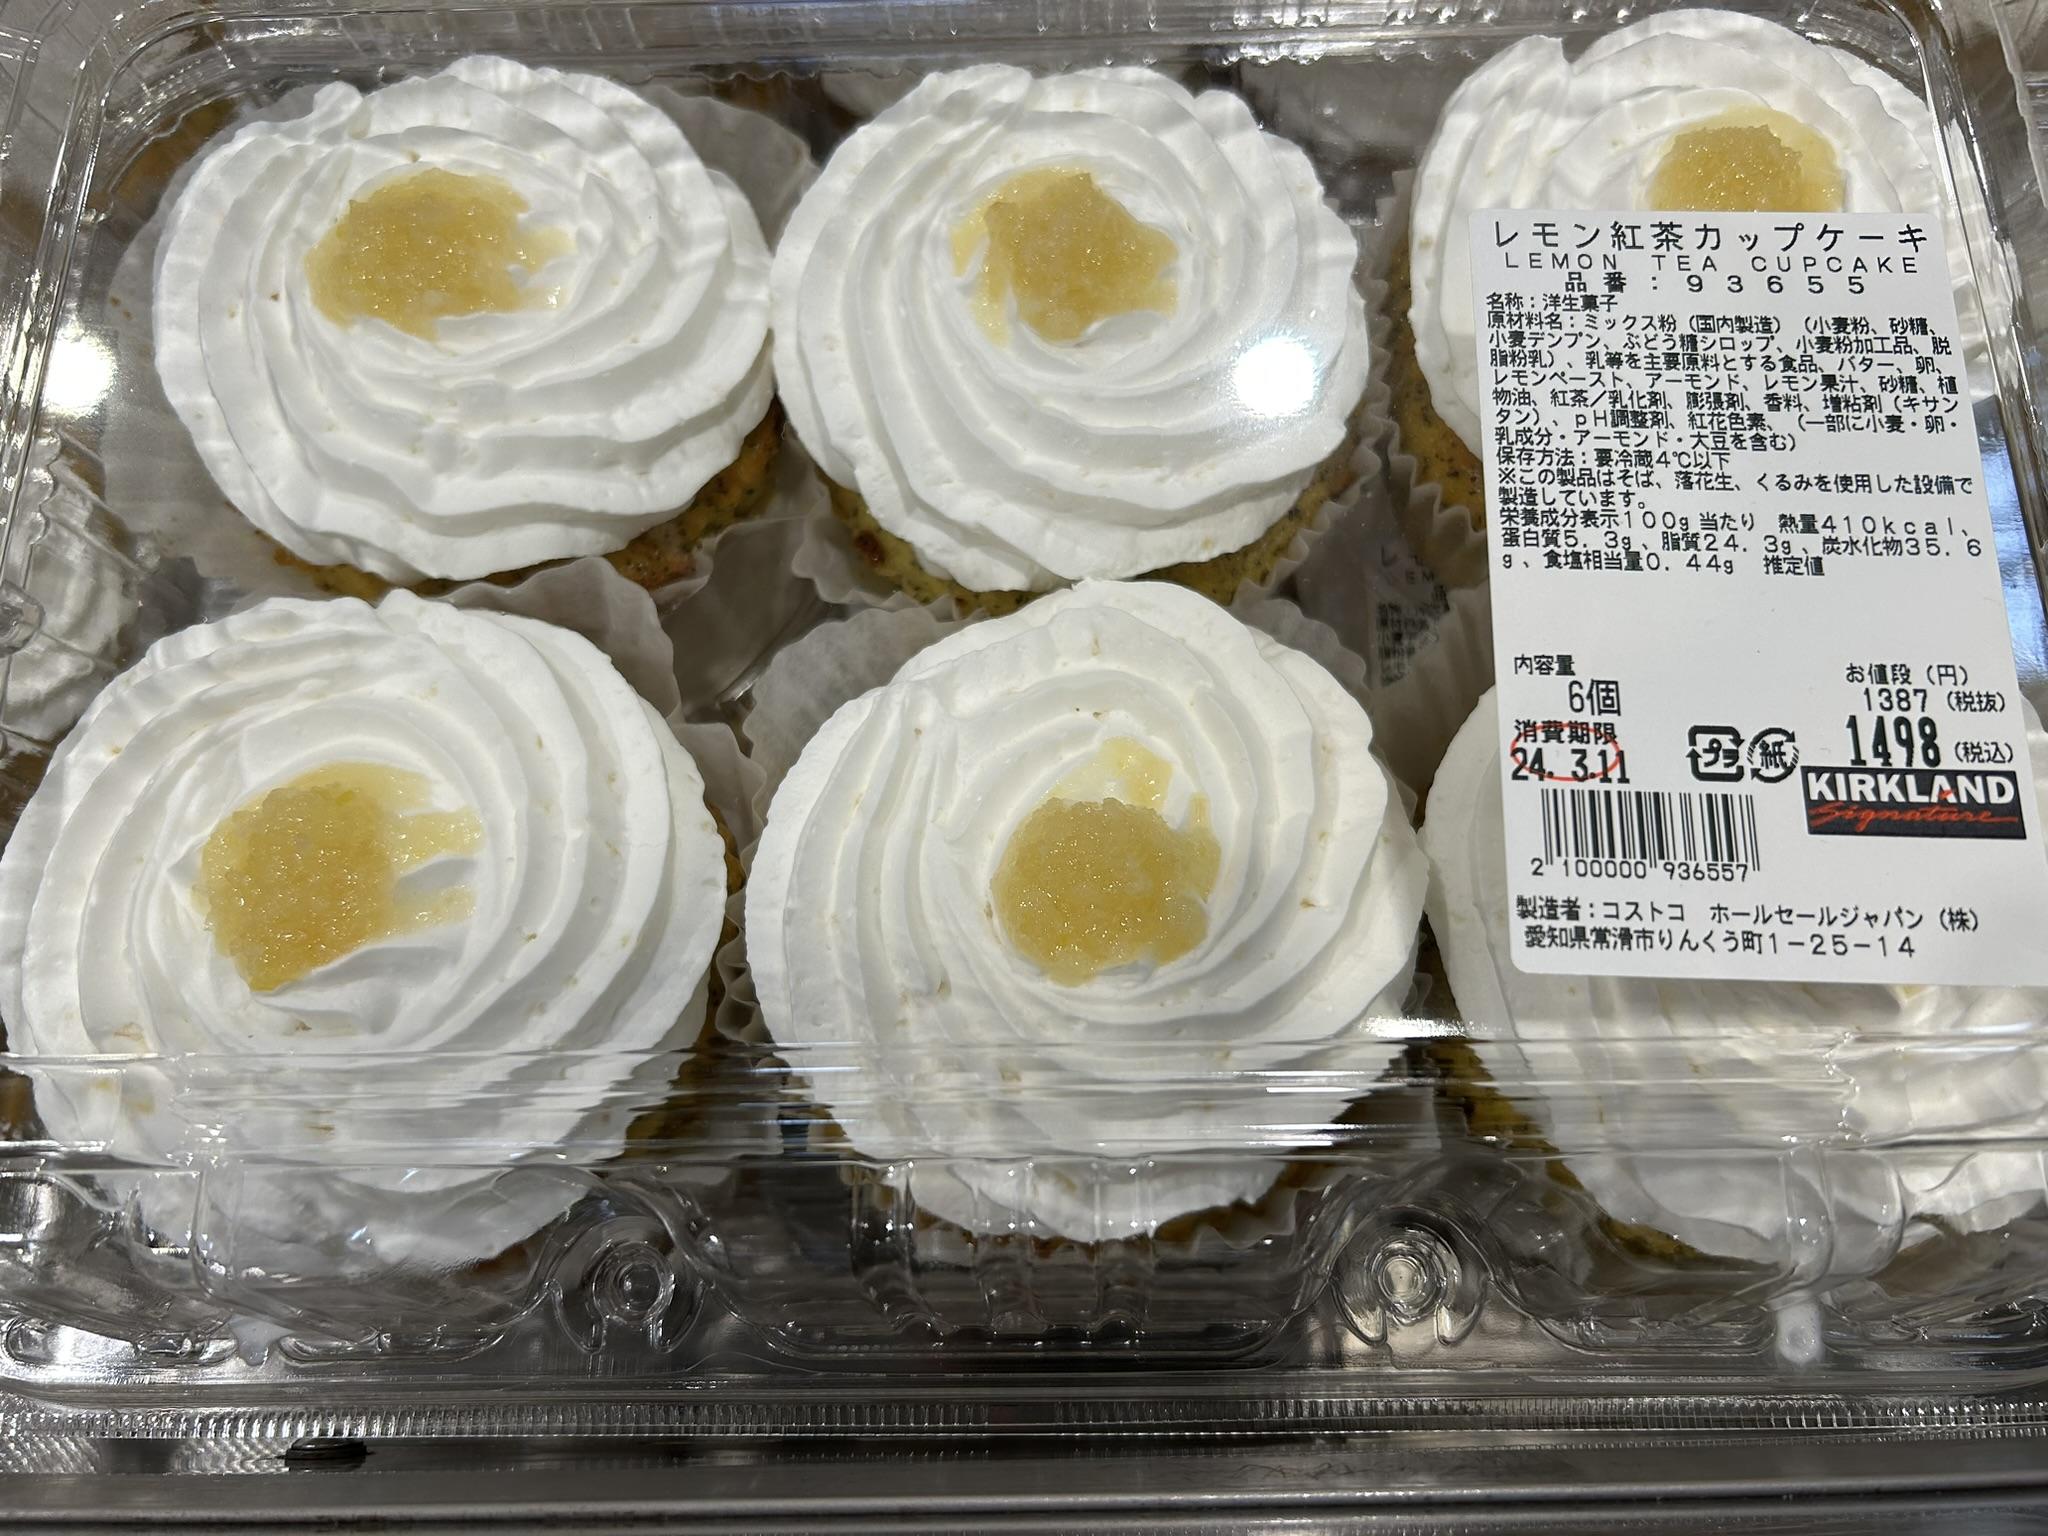 レモン紅茶カップケーキ
LEMON TEA CUPCAKE
品番:93655
名称:洋生菓子
原材料名:ミックス粉(国内製造)(小麦粉、砂糖、
小麦デンプン、ぶどう糖シロップ、小麦粉加工品、脱
脂粉乳)、乳等を主要原料とする食品、バター、卵、
レモンペースト、アーモンド、レモン果汁、砂糖、植
物油、紅茶/乳化剤、膨張剤、香料、増粘剤(キサン
タン)、pH調整剤、紅花色素、(一部に小麦・卵・
乳成分・アーモンド・大豆を含む)
保存方法:要冷蔵4℃以下
※この製品はそば、落花生、くるみを使用した設備で
製造しています。
栄養成分表示100g当たり 熱量410kcal、
蛋白質5.3g、脂質24.3g、炭水化物35.6
g、食塩相当量0.44g 推定値
内容量
6個
お値段(円)
1387(税抜)
消費期限
24.3.11
プラ
紙
1498(税込)
KIRKLAND
Signature
2 100000 936557
製造者:コストコ ホールセールジャパン(株)
愛知県常滑市りんくう町1-25-14